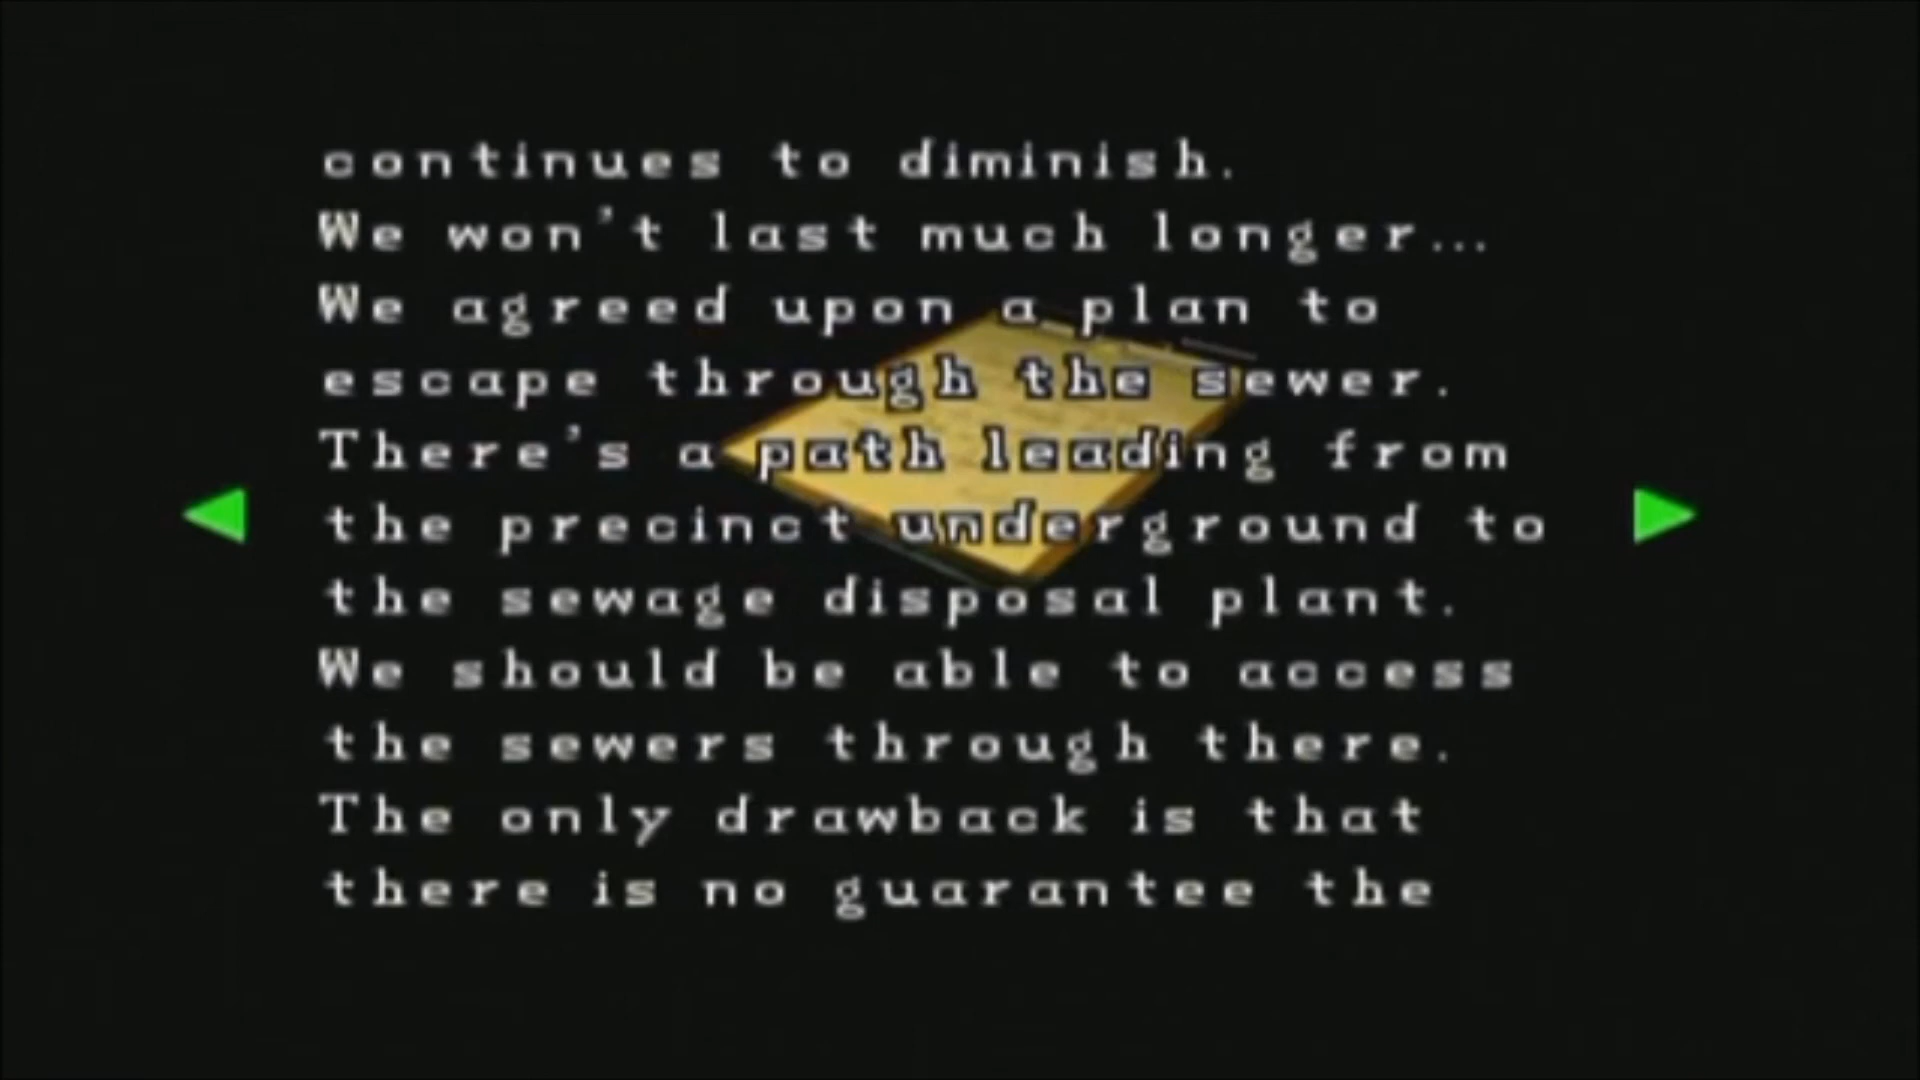 continues to diminish.
We won't last much longer...
We agreed upon a plan to
escape through the sewer.
There's a path leading from
the precinct underground to
the sewage disposal plant.
We should be able to access
the sewers through there.
The only drawback is that
there is no guarantee the